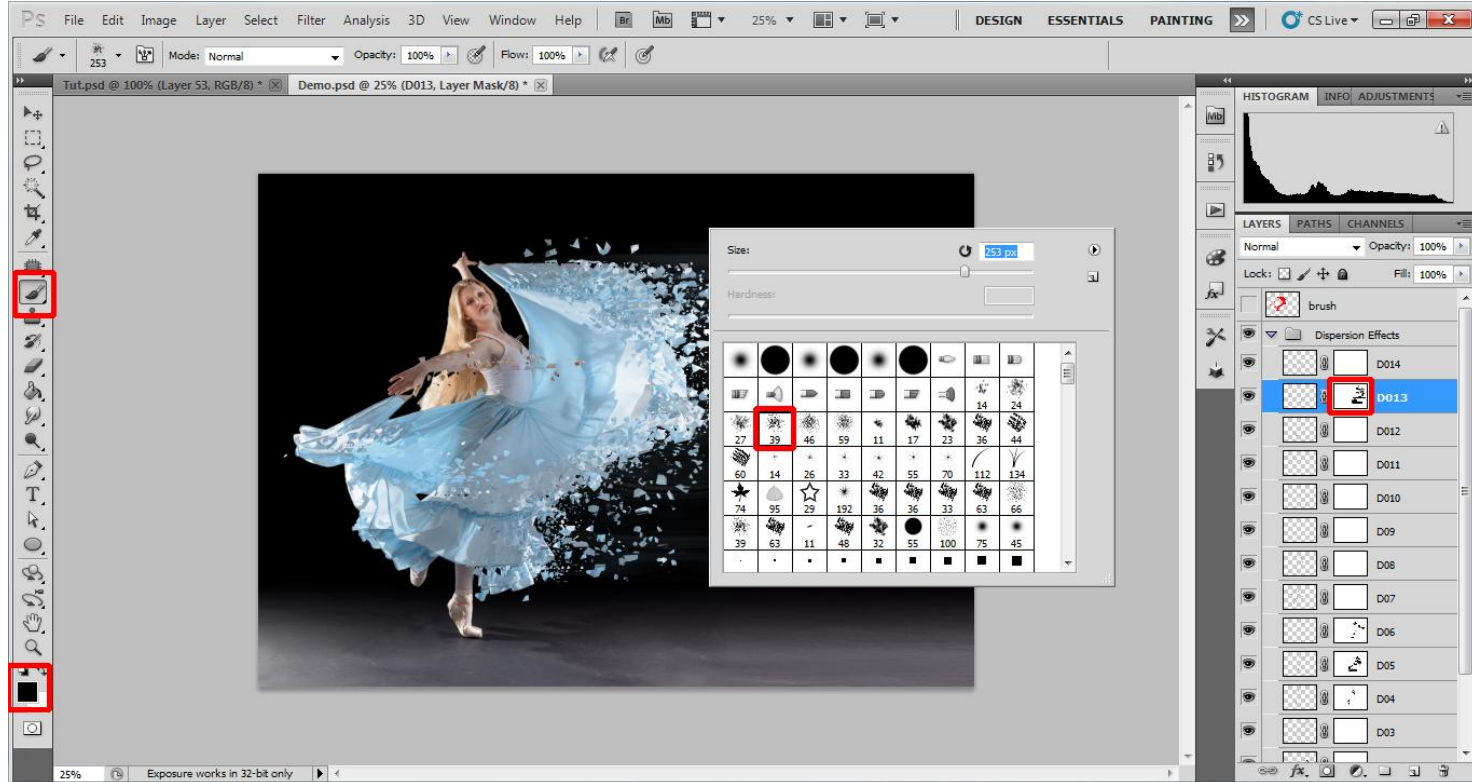 PS File Edit Image Layer Select Filter Analysis 3D View Window Help Br Mb 25% DESIGN ESSENTIALS PAINTING CS Live
253 Mode: Normal Opacity: 100% Flow: 100%
Tut.psd @ 100% (Layer 53, RGB/8) * Demo.psd @ 25% (D013, Layer Mask/8) *
HISTOGRAM INFO ADJUSTMENTS
Mb
LAYERS PATHS CHANNELS
Normal Opacity: 100%
Lock: Fill: 100%
brush
Dispersion Effects
D014
D013
D012
D011
D010
D09
D08
D07
D06
D05
D04
D03
Size: 253 px
Hardness:
14 24
27 39 46 59 11 17 23 36 44
60 14 26 33 42 55 70 112 134
74 95 29 192 36 36 33 63 66
39 63 11 48 32 55 100 75 45
T
fx
25% Exposure works in 32-bit only
fx.